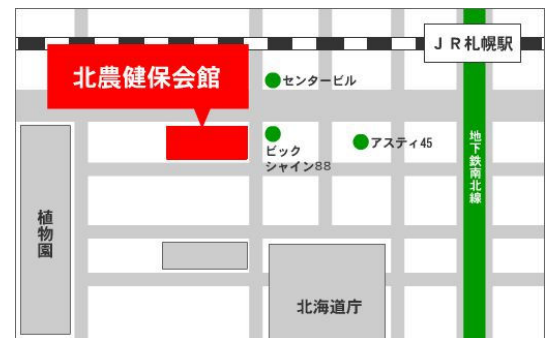 JR札幌駅
北農健保会館
センタービル
ビック
シャイン88
アスティ45
地下鉄南北線
植物園
北海道庁